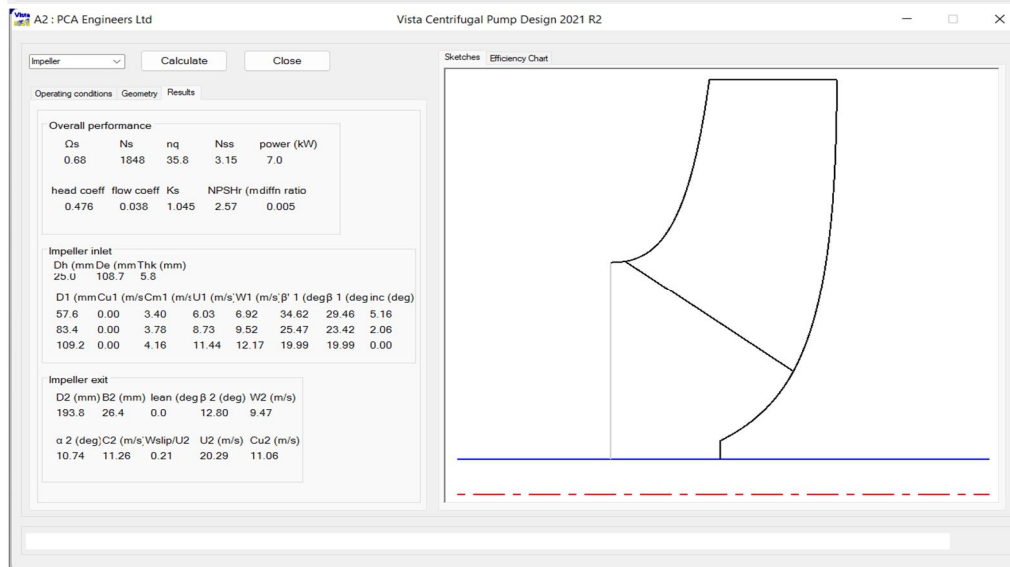 Vista
A2 : PCA Engineers Ltd
Vista Centrifugal Pump Design 2021 R2
Impeller
Calculate
Close
Operating conditions Geometry Results
Overall performance
Ωs Ns nq Nss power (kW)
0.68 1848 35.8 3.15 7.0
head coeff flow coeff Ks NPSHr (m diffn ratio
0.476 0.038 1.045 2.57 0.005
Impeller inlet
Dh (mm De (mm Thk (mm)
25.0 108.7 5.8
D1 (mm Cu1 (m/s Cm1 (m/s U1 (m/s W1 (m/s β' 1 (deg β 1 (deg inc (deg)
57.6 0.00 3.40 6.03 6.92 34.62 29.46 5.16
83.4 0.00 3.78 8.73 9.52 25.47 23.42 2.06
109.2 0.00 4.16 11.44 12.17 19.99 19.99 0.00
Impeller exit
D2 (mm) B2 (mm) lean (deg β 2 (deg) W2 (m/s)
193.8 26.4 0.0 12.80 9.47
α 2 (deg) C2 (m/s Wslip/U2 U2 (m/s) Cu2 (m/s)
10.74 11.26 0.21 20.29 11.06
Sketches Efficiency Chart